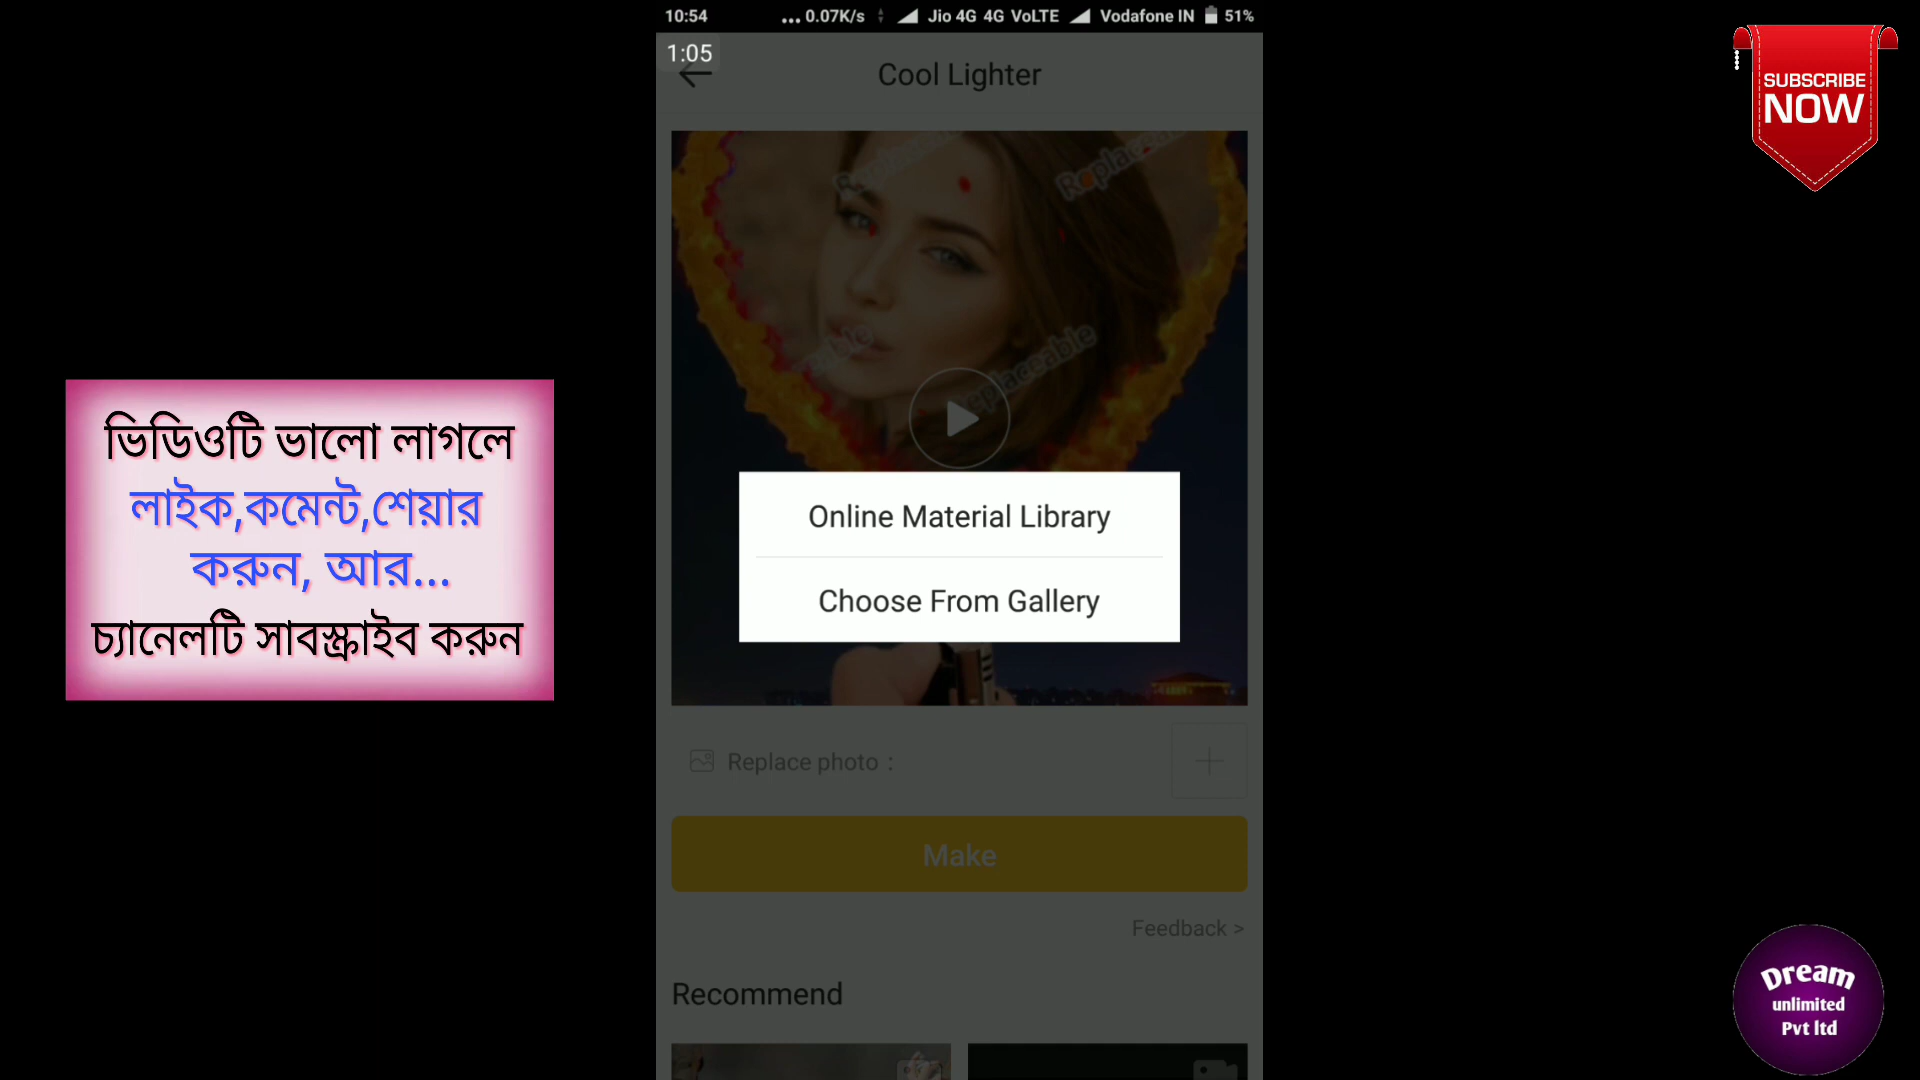 10:54
... 0.07K/s Jio 4G 4G VoLTE Vodafone IN 51%
1:05
Cool Lighter
Replaceable
Replaceable
SUBSCRIBE
NOW
ভিডিওটি ভালো লাগলে
লাইক,কমেন্ট,শেয়ার
করুন, আর...
চ্যানেলটি সাবস্ক্রাইব করুন
Online Material Library
Choose From Gallery
Replace photo :
Make
Feedback >
Recommend
Dream
unlimited
Pvt ltd